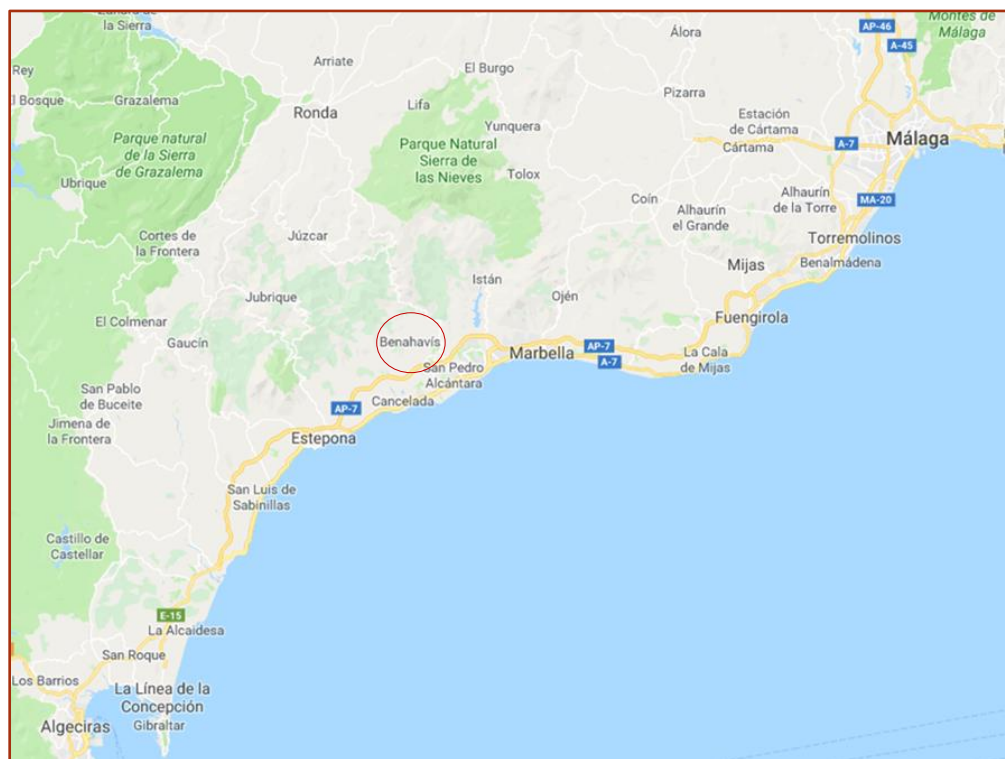 Zahara de
la Sierra
AP-46
Montes de
Málaga
Álora
A-45
Arriate
El Burgo
Rey
Pizarra
El Bosque
Grazalema
Lifa
Ronda
Estación
de Cártama
Yunquera
Cártama
A-7
Málaga
Parque natural
de la Sierra
de Grazalema
Parque Natural
Sierra de
las Nieves
Tolox
Ubrique
Coín
Alhaurín
de la Torre
MA-20
Alhaurín
el Grande
Cortes de
la Frontera
Júzcar
Torremolinos
Mijas
Benalmádena
Istán
Jubrique
Ojén
El Colmenar
Fuengirola
Gaucín
Benahavís
Marbella
AP-7
A-7
La Cala
de Mijas
San Pedro
Alcántara
San Pablo
de Buceite
Cancelada
AP-7
Jimena de
la Frontera
Estepona
San Luis de
Sabinillas
Castillo de
Castellar
E-15
La Alcaidesa
San Roque
Los Barrios
La Línea de la
Concepción
Gibraltar
Algeciras